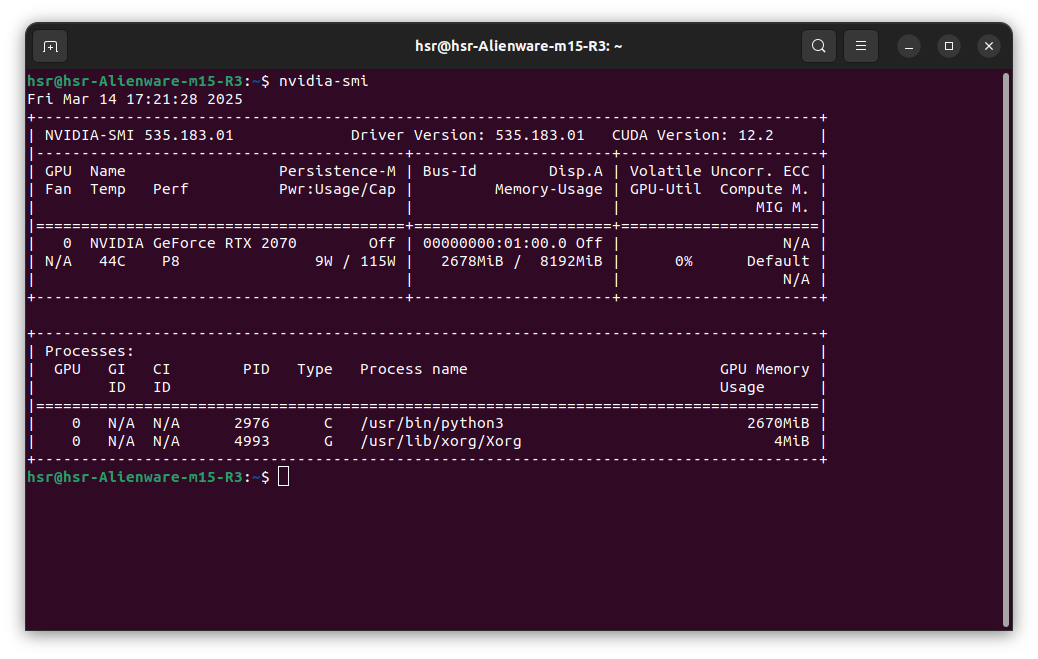 hsr@hsr-Alienware-m15-R3: ~
hsr@hsr-Alienware-m15-R3:~$ nvidia-smi
Fri Mar 14 17:21:28 2025
+---------------------------------------------------------------------------------------+
| NVIDIA-SMI 535.183.01             Driver Version: 535.183.01   CUDA Version: 12.2     |
|-----------------------------------------+----------------------+----------------------+
| GPU  Name                 Persistence-M | Bus-Id        Disp.A | Volatile Uncorr. ECC |
| Fan  Temp   Perf          Pwr:Usage/Cap |         Memory-Usage | GPU-Util  Compute M. |
|                                         |                      |               MIG M. |
|=========================================+======================+======================|
|   0  NVIDIA GeForce RTX 2070        Off | 00000000:01:00.0 Off |                  N/A |
| N/A   44C    P8               9W / 115W |   2678MiB /  8192MiB |      0%      Default |
|                                         |                      |                  N/A |
+-----------------------------------------+----------------------+----------------------+
+---------------------------------------------------------------------------------------+
| Processes:                                                                            |
|  GPU   GI   CI        PID   Type   Process name                            GPU Memory |
|        ID   ID                                                             Usage      |
|=======================================================================================|
|    0   N/A  N/A      2976      C   /usr/bin/python3                           2670MiB |
|    0   N/A  N/A      4993      G   /usr/lib/xorg/Xorg                            4MiB |
+---------------------------------------------------------------------------------------+
hsr@hsr-Alienware-m15-R3:~$